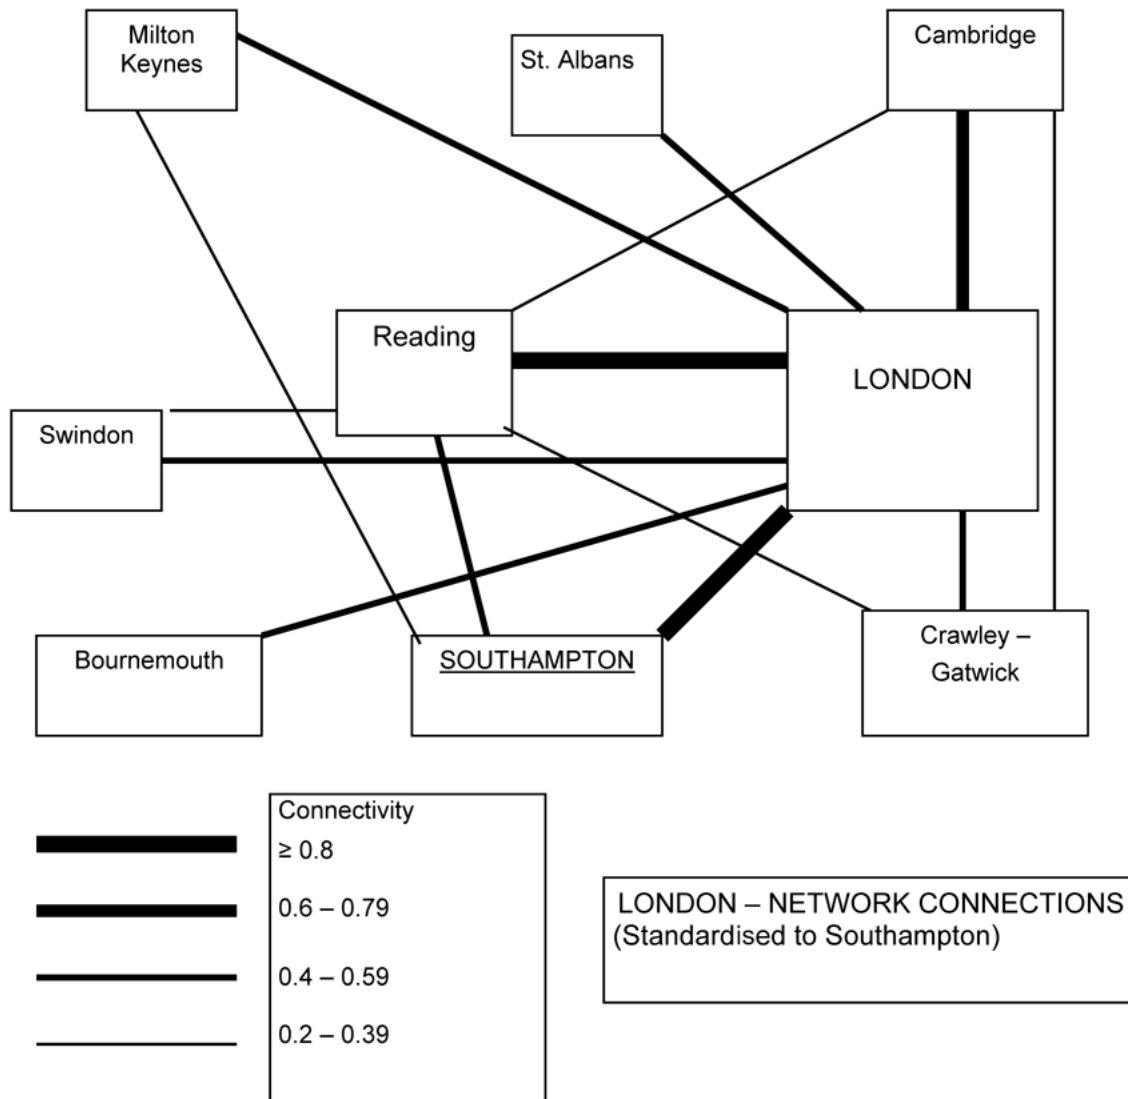 Milton
Keynes
St. Albans
Cambridge
Reading
LONDON
Swindon
Bournemouth
SOUTHAMPTON
Crawley –
Gatwick
Connectivity
≥ 0.8
0.6 – 0.79
0.4 – 0.59
0.2 – 0.39
LONDON – NETWORK CONNECTIONS
(Standardised to Southampton)